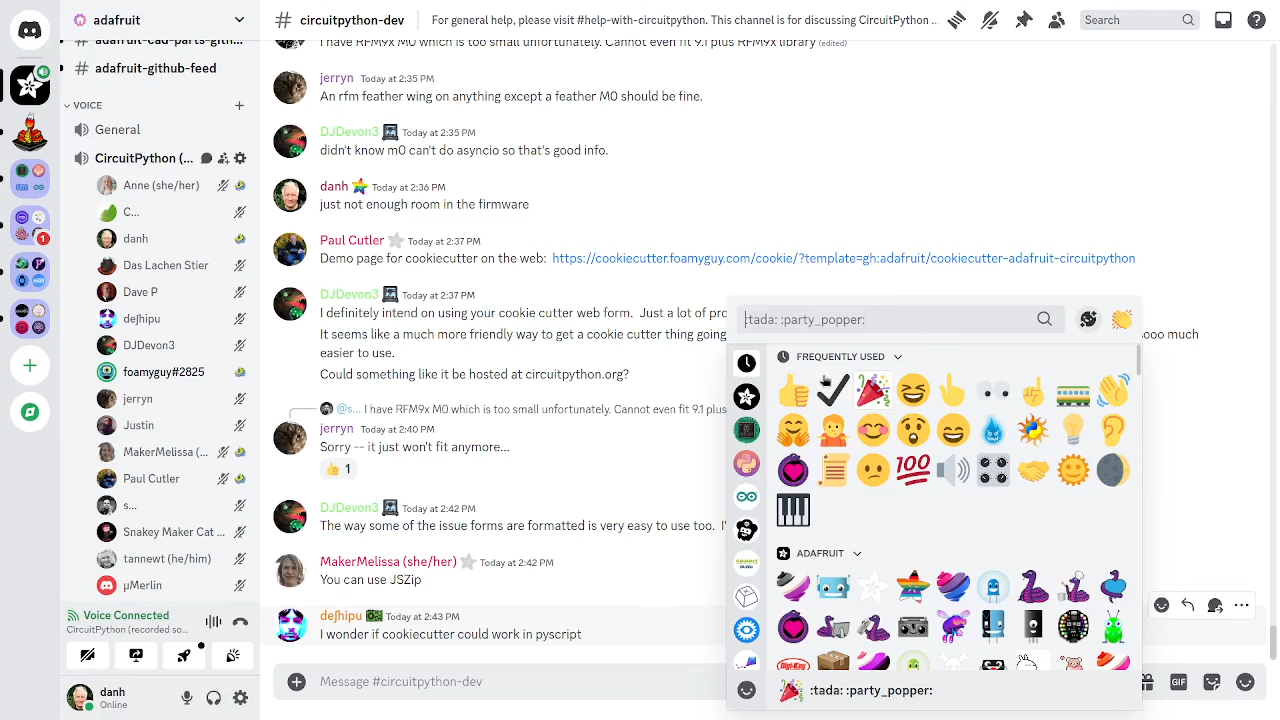 adafruit
adafruit-cad-parts-gith...
adafruit-github-feed
VOICE
General
CircuitPython (...
Anne (she/her)
C...
danh
Das Lachen Stier
Dave P
deʃhipu
DJDevon3
foamyguy#2825
jerryn
Justin
MakerMelissa (...
Paul Cutler
s...
Snakey Maker Cat ...
tannewt (he/him)
µMerlin
Voice Connected
CircuitPython (recorded so...
danh
Online
1
circuitpython-dev
For general help, please visit #help-with-circuitpython. This channel is for discussing CircuitPython ...
Search
I have RFM9x M0 which is too small unfortunately. Cannot even fit 9.1 plus RFM9x library (edited)
jerryn Today at 2:35 PM
An rfm feather wing on anything except a feather M0 should be fine.
DJDevon3 Today at 2:35 PM
didn't know m0 can't do asyncio so that's good info.
danh Today at 2:36 PM
just not enough room in the firmware
Paul Cutler Today at 2:37 PM
Demo page for cookiecutter on the web: https://cookiecutter.foamyguy.com/cookie/?template=gh:adafruit/cookiecutter-adafruit-circuitpython
DJDevon3 Today at 2:37 PM
I definitely intend on using your cookie cutter web form. Just a lot of pro
It seems like a much more friendly way to get a cookie cutter thing going
ooo much
easier to use.
Could something like it be hosted at circuitpython.org?
@s... I have RFM9x M0 which is too small unfortunately. Cannot even fit 9.1 plus
jerryn Today at 2:40 PM
Sorry -- it just won't fit anymore...
1
DJDevon3 Today at 2:42 PM
The way some of the issue forms are formatted is very easy to use too. I'
MakerMelissa (she/her) Today at 2:42 PM
You can use JSZip
deʃhipu Today at 2:43 PM
I wonder if cookiecutter could work in pyscript
Message #circuitpython-dev
GIF
:tada: :party_popper:
FREQUENTLY USED
100
ADAFRUIT
Digi-Key
seeed
studio
:tada: :party_popper: